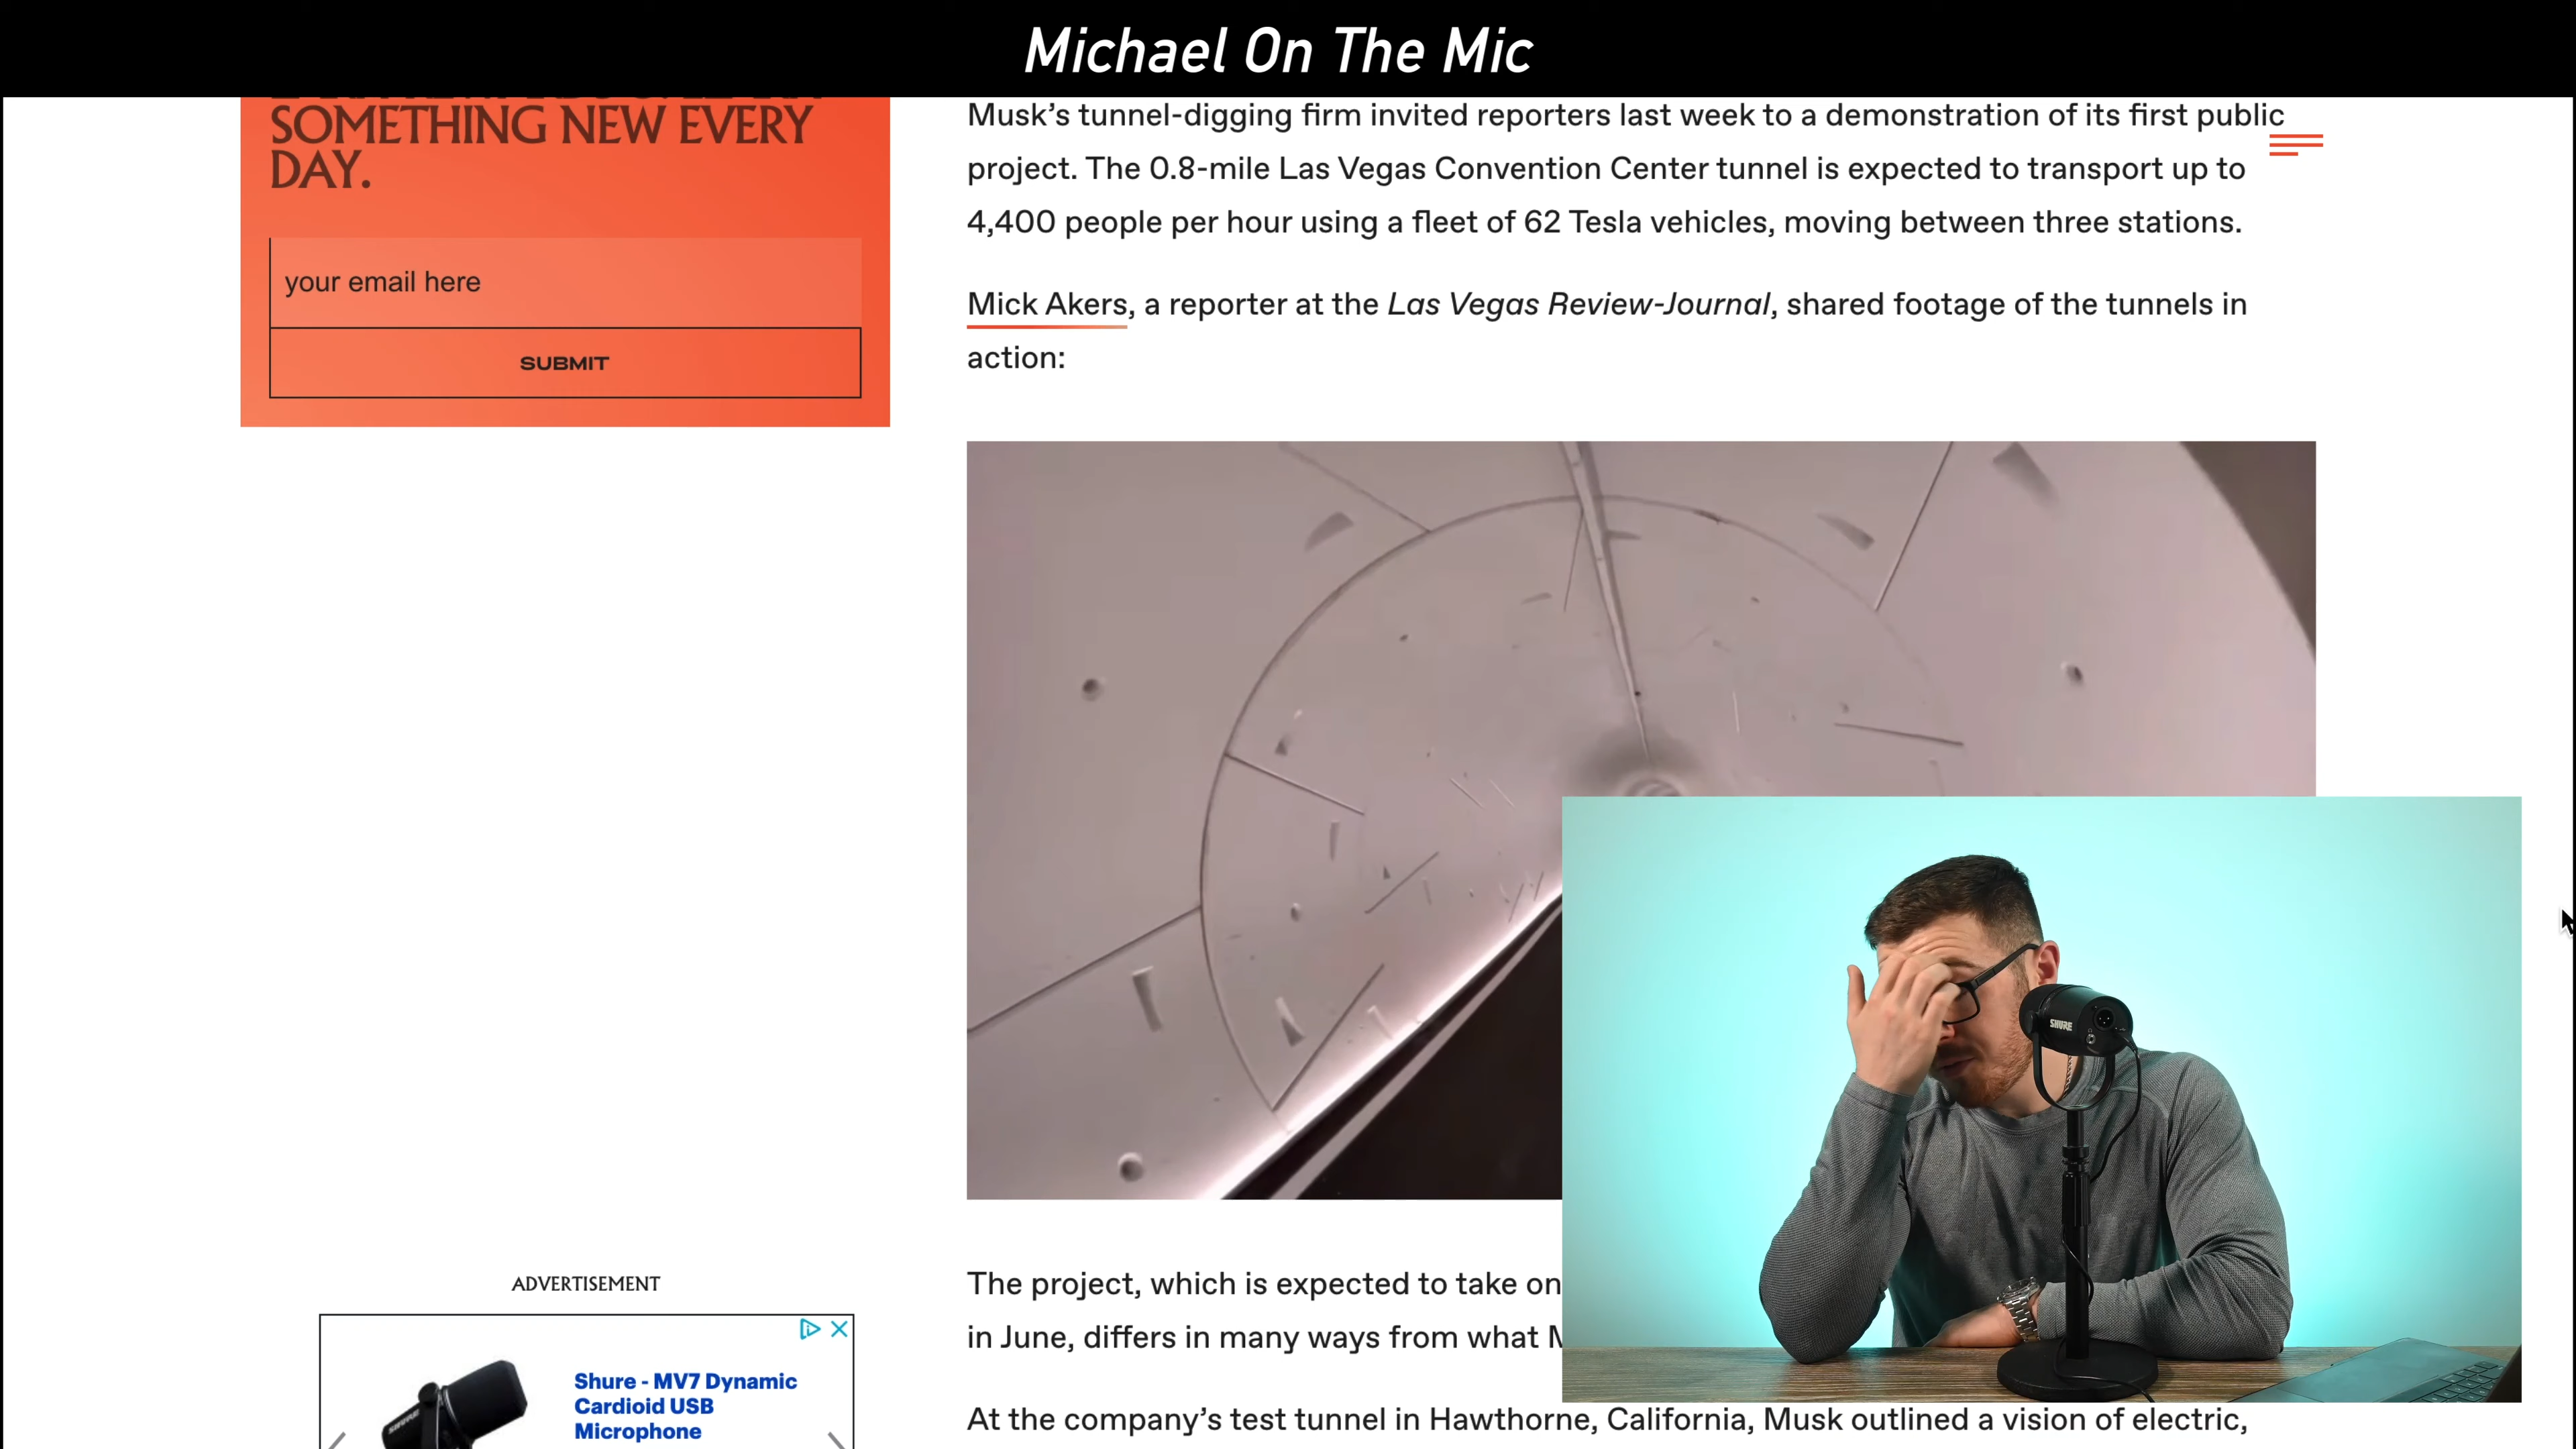 Michael On The Mic
SOMETHING NEW EVERY
DAY.
your email here
SUBMIT
Musk's tunnel-digging firm invited reporters last week to a demonstration of its first public
project. The 0.8-mile Las Vegas Convention Center tunnel is expected to transport up to
4,400 people per hour using a fleet of 62 Tesla vehicles, moving between three stations.
Mick Akers, a reporter at the Las Vegas Review-Journal, shared footage of the tunnels in
action:
SHURE
The project, which is expected to take on
in June, differs in many ways from what M
At the company's test tunnel in Hawthorne, California, Musk outlined a vision of electric,
ADVERTISEMENT
Shure - MV7 Dynamic
Cardioid USB
Microphone